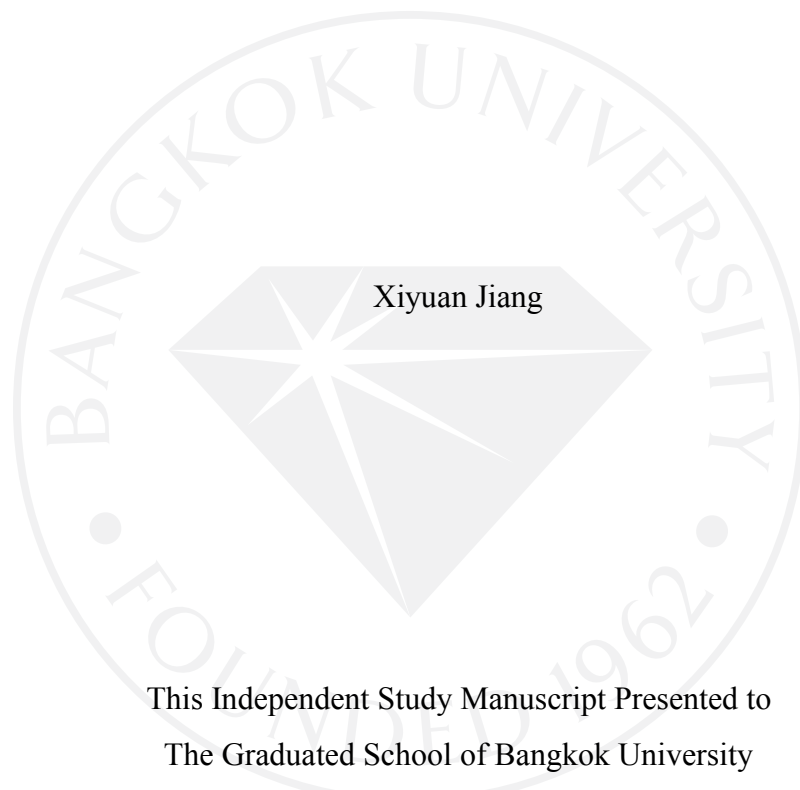 BANGKOK UNIVERSITY
Xiyuan Jiang
This Independent Study Manuscript Presented to
The Graduated School of Bangkok University
• FOUNDED 1962 •